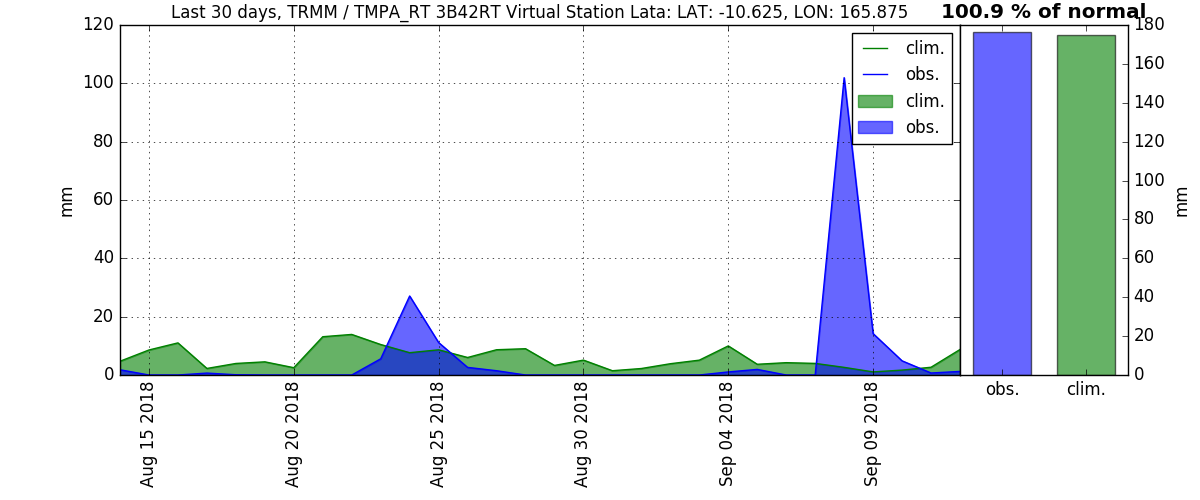 Last 30 days, TRMM / TMPA_RT 3B42RT Virtual Station Lata: LAT: -10.625, LON: 165.875
100.9 % of normal
120
100
80
60
40
20
0
mm
clim.
obs.
clim.
obs.
Aug 15 2018
Aug 20 2018
Aug 25 2018
Aug 30 2018
Sep 04 2018
Sep 09 2018
180
160
140
120
100
80
60
40
20
0
mm
obs.
clim.